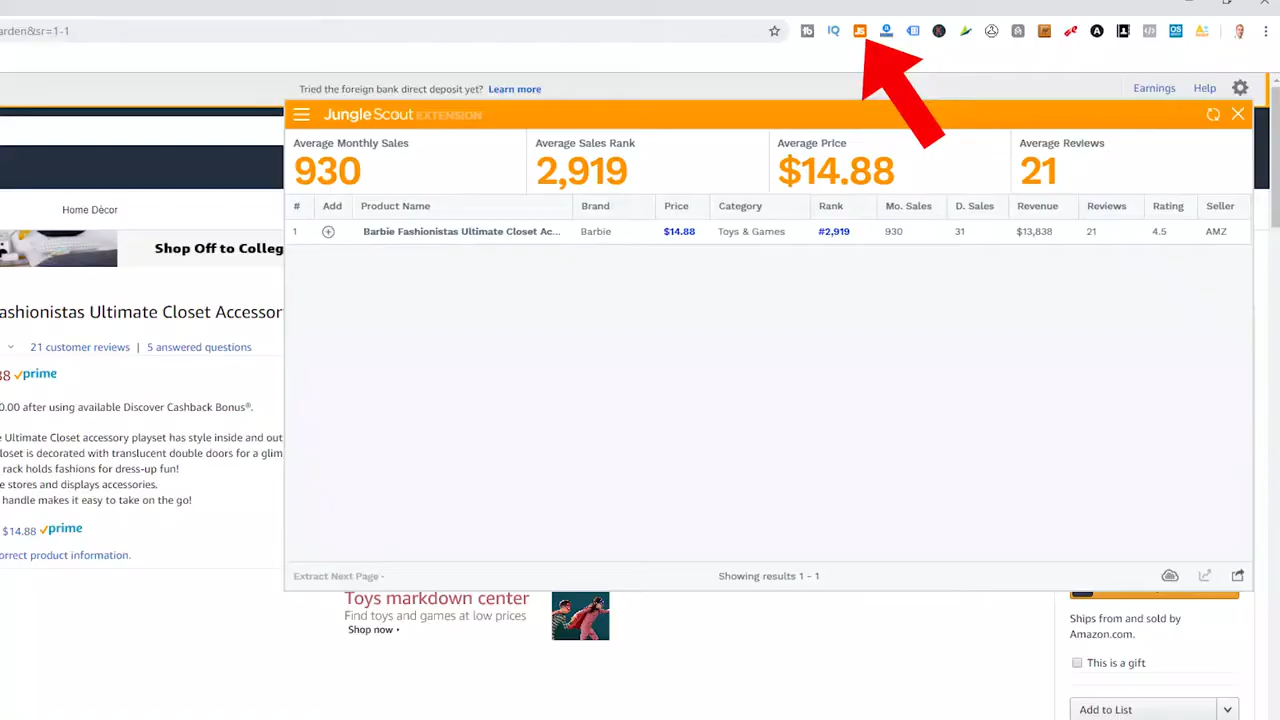 arden&sr=1-1
Tried the foreign bank direct deposit yet? Learn more
Earnings Help
Jungle Scout EXTENSION
Average Monthly Sales
930
Average Sales Rank
2,919
Average Price
$14.88
Average Reviews
21
# Add Product Name Brand Price Category Rank Mo. Sales D. Sales Revenue Reviews Rating Seller
1 Barbie Fashionistas Ultimate Closet Ac... Barbie $14.88 Toys & Games #2,919 930 31 $13,838 21 4.5 AMZ
Home Dècor
Shop Off to Colleg
ashionistas Ultimate Closet Accessor
21 customer reviews | 5 answered questions
88 prime
0.00 after using available Discover Cashback Bonus®.
e Ultimate Closet accessory playset has style inside and out
closet is decorated with translucent double doors for a glim
rack holds fashions for dress-up fun!
e stores and displays accessories.
handle makes it easy to take on the go!
$14.88 prime
orrect product information.
Extract Next Page
Showing results 1 - 1
Toys markdown center
Find toys and games at low prices
Shop now
Ships from and sold by
Amazon.com.
This is a gift
Add to List